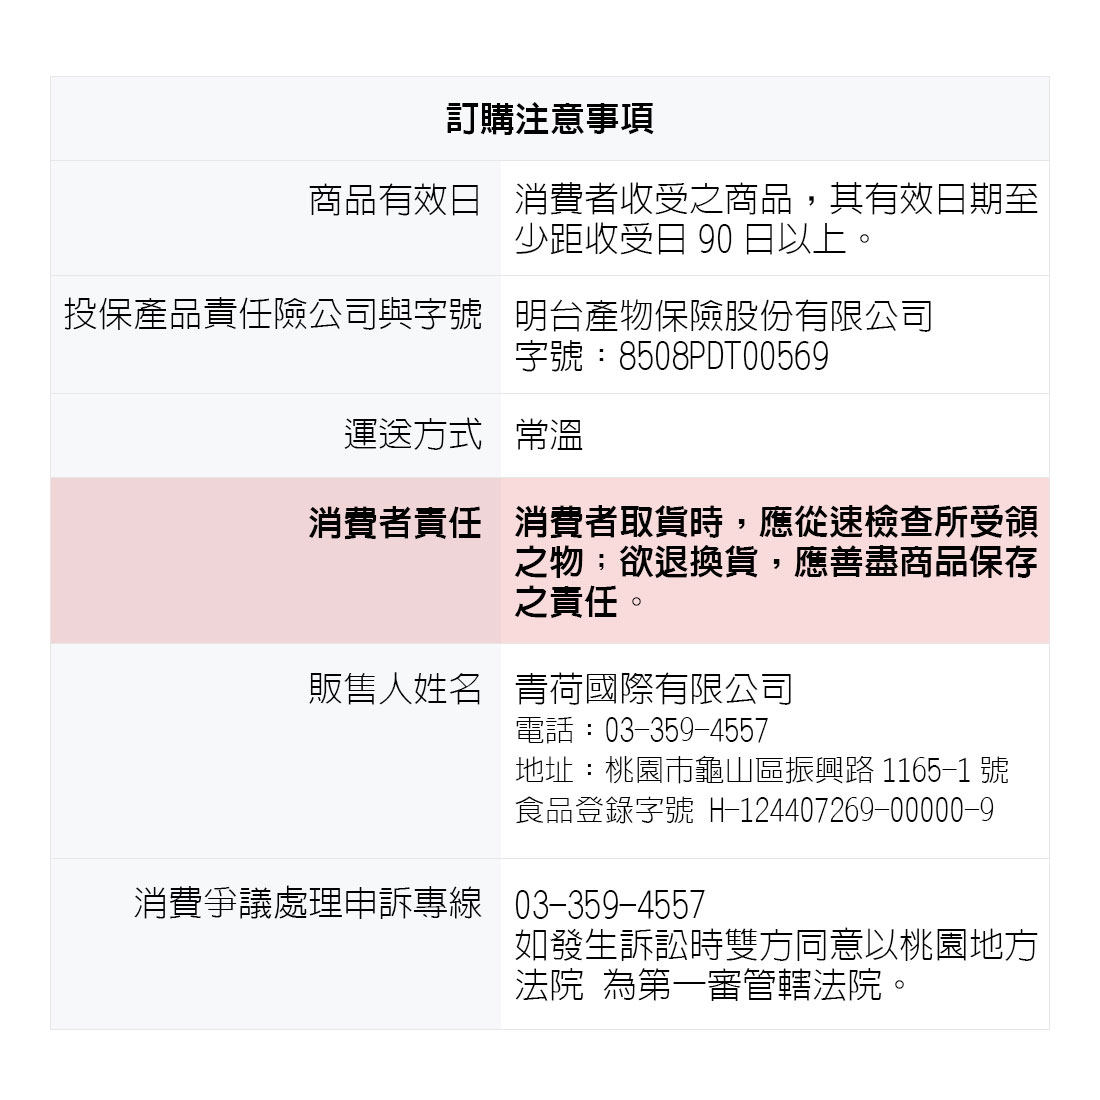 訂購注意事項
商品有效日
消費者收受之商品，其有效日期至
少距收受日 90 日以上。
投保產品責任險公司與字號
明台產物保險股份有限公司
字號：8508PDT00569
運送方式
常溫
消費者責任
消費者取貨時，應從速檢查所受領
之物；欲退換貨，應善盡商品保存
之責任。
販售人姓名
青荷國際有限公司
電話：03-359-4557
地址：桃園市龜山區振興路 1165-1 號
食品登錄字號 H-124407269-00000-9
消費爭議處理申訴專線
03-359-4557
如發生訴訟時雙方同意以桃園地方
法院 為第一審管轄法院。